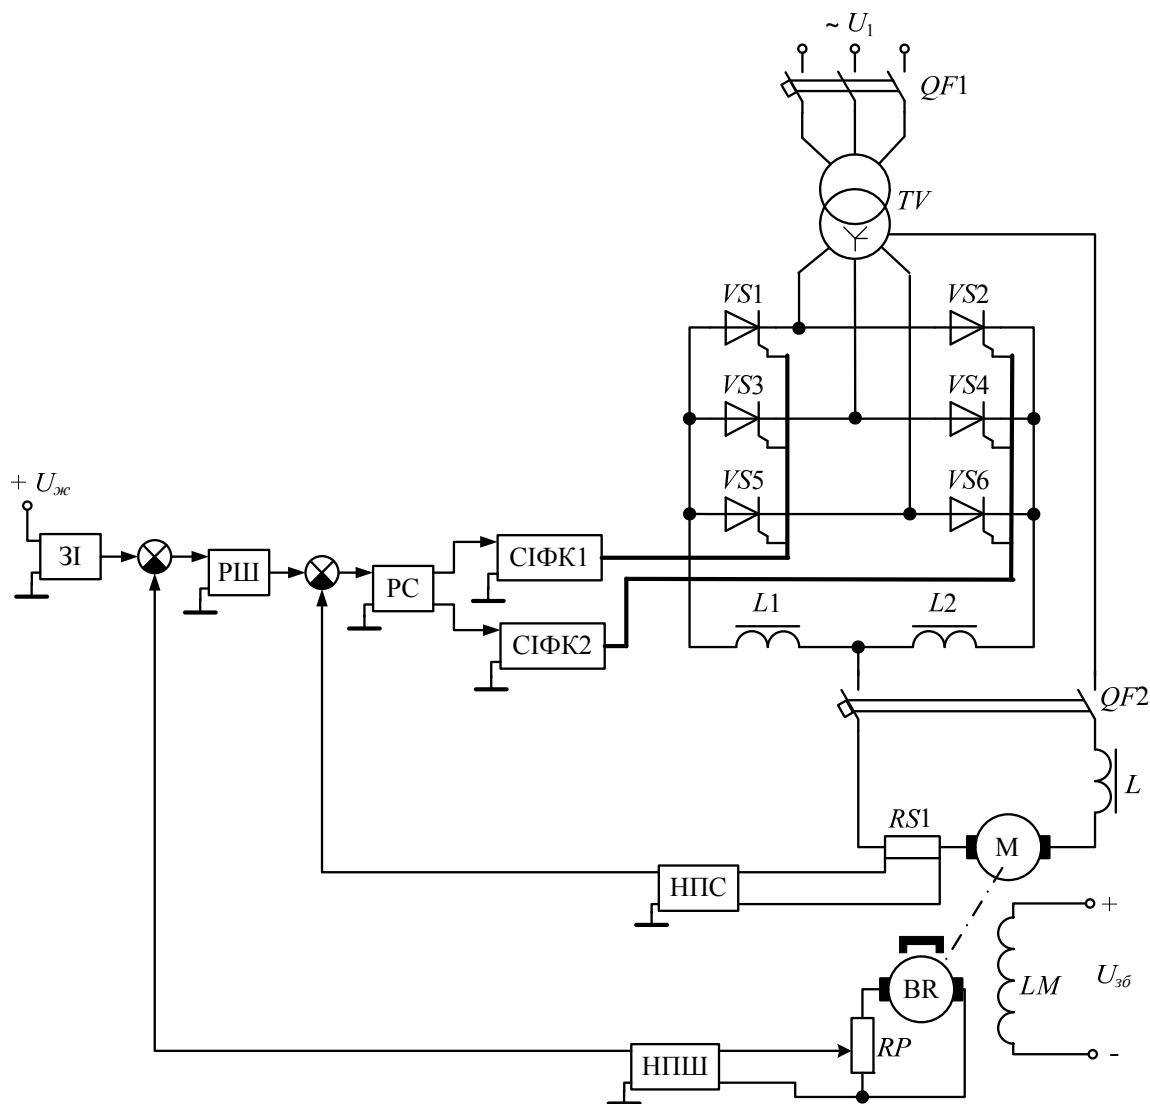 ~ U₁
QF1
TV
VS1
VS2
VS3
VS4
VS5
VS6
+ Uж
ЗІ
РШ
РС
СІФК1
СІФК2
L1
L2
QF2
L
RS1
М
НПС
+
BR
LM
Uзб
RP
НПШ
-